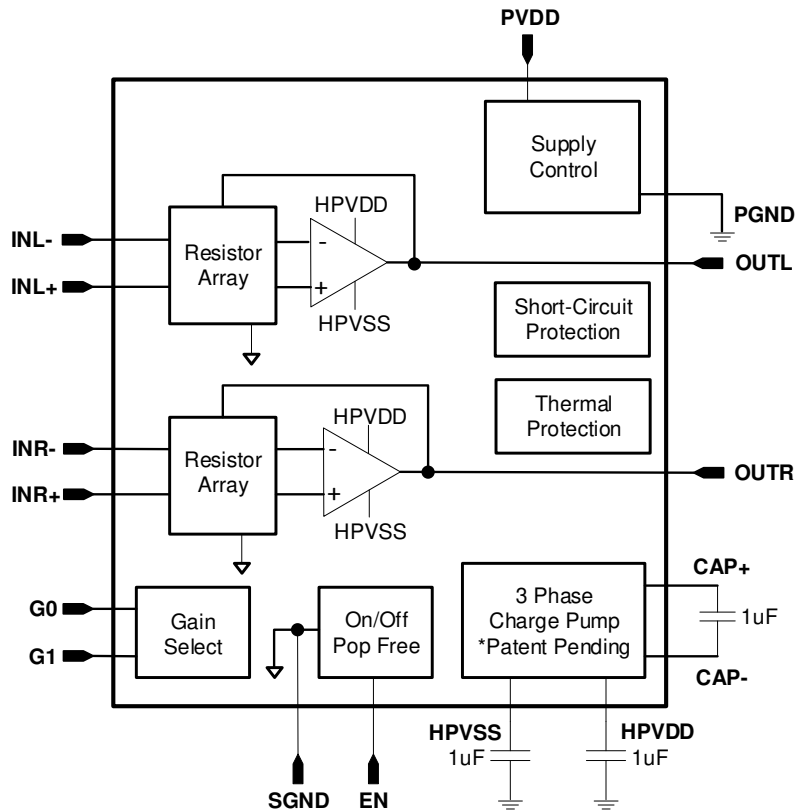 PVDD
Supply
Control
PGND
HPVDD
INL-
Resistor
Array
-
INL+
+
OUTL
HPVSS
Short-Circuit
Protection
HPVDD
Thermal
Protection
INR-
Resistor
Array
-
INR+
+
OUTR
HPVSS
CAP+
G0
Gain
Select
G1
On/Off
Pop Free
3 Phase
Charge Pump
*Patent Pending
1uF
CAP-
HPVSS
1uF
HPVDD
1uF
SGND
EN